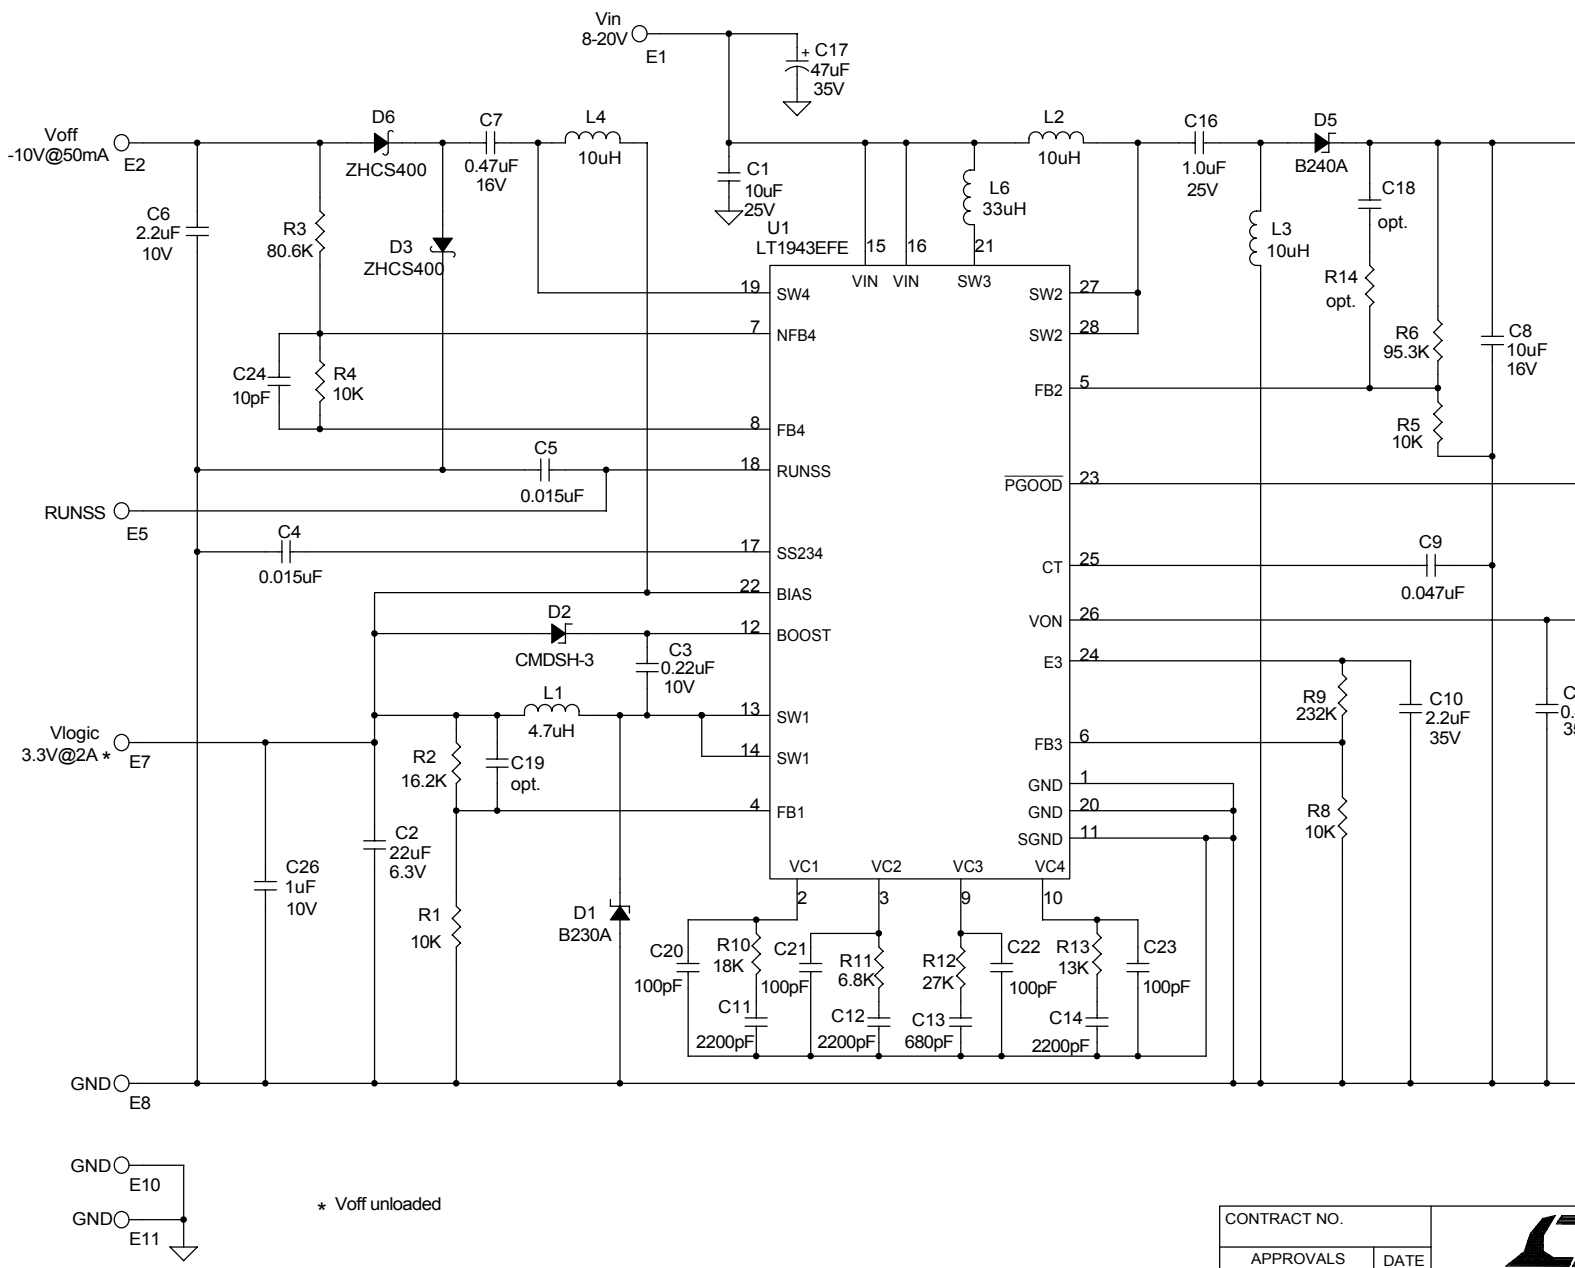 Vin
8-20V
E1
+ C17
47uF
35V
Voff
-10V@50mA
E2
D6
ZHCS400
C7
0.47uF
16V
L4
10uH
L2
10uH
C16
1.0uF
25V
D5
B240A
C1
10uF
25V
L6
33uH
C18
opt.
C6
2.2uF
10V
R3
80.6K
D3
ZHCS400
U1
LT1943EFE
15
16
21
VIN
VIN
SW3
L3
10uH
R14
opt.
19
SW4
SW2
27
7
NFB4
SW2
28
R6
95.3K
C8
10uF
16V
C24
10pF
R4
10K
FB2
5
8
FB4
R5
10K
C5
0.015uF
18
RUNSS
PGOOD
23
RUNSS
E5
C4
0.015uF
17
SS234
CT
25
C9
0.047uF
22
BIAS
VON
26
D2
CMDSH-3
12
BOOST
E3
24
C3
0.22uF
10V
R9
232K
C10
2.2uF
35V
C
0.
35
L1
4.7uH
13
SW1
Vlogic
3.3V@2A *
E7
R2
16.2K
C19
opt.
14
SW1
FB3
6
GND
1
4
FB1
GND
20
SGND
11
R8
10K
C2
22uF
6.3V
C26
1uF
10V
VC1
VC2
VC3
VC4
2
3
9
10
R1
10K
D1
B230A
C20
100pF
R10
18K
C21
100pF
R11
6.8K
R12
27K
C22
100pF
R13
13K
C23
100pF
C11
2200pF
C12
2200pF
C13
680pF
C14
2200pF
GND
E8
GND
E10
GND
E11
* Voff unloaded
CONTRACT NO.
APPROVALS
DATE